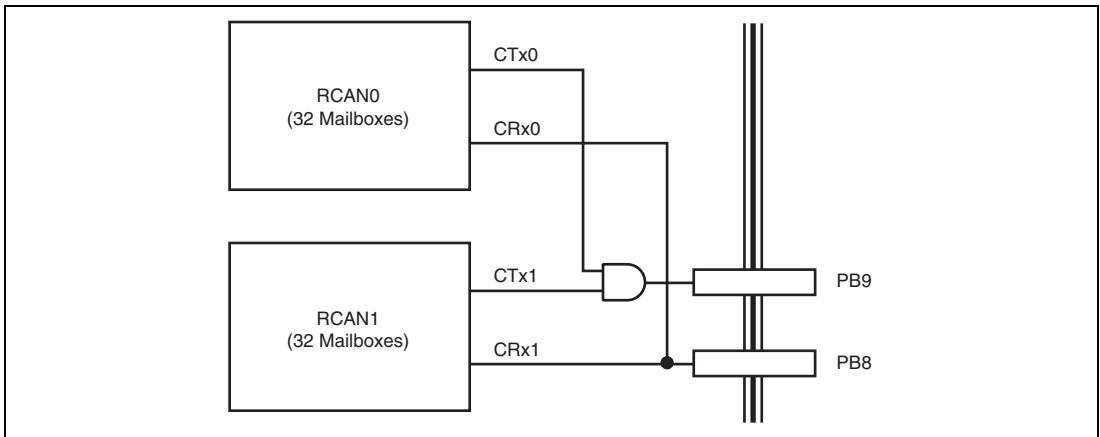 RCAN0
(32 Mailboxes)
CTx0
CRx0
RCAN1
(32 Mailboxes)
CTx1
CRx1
PB9
PB8